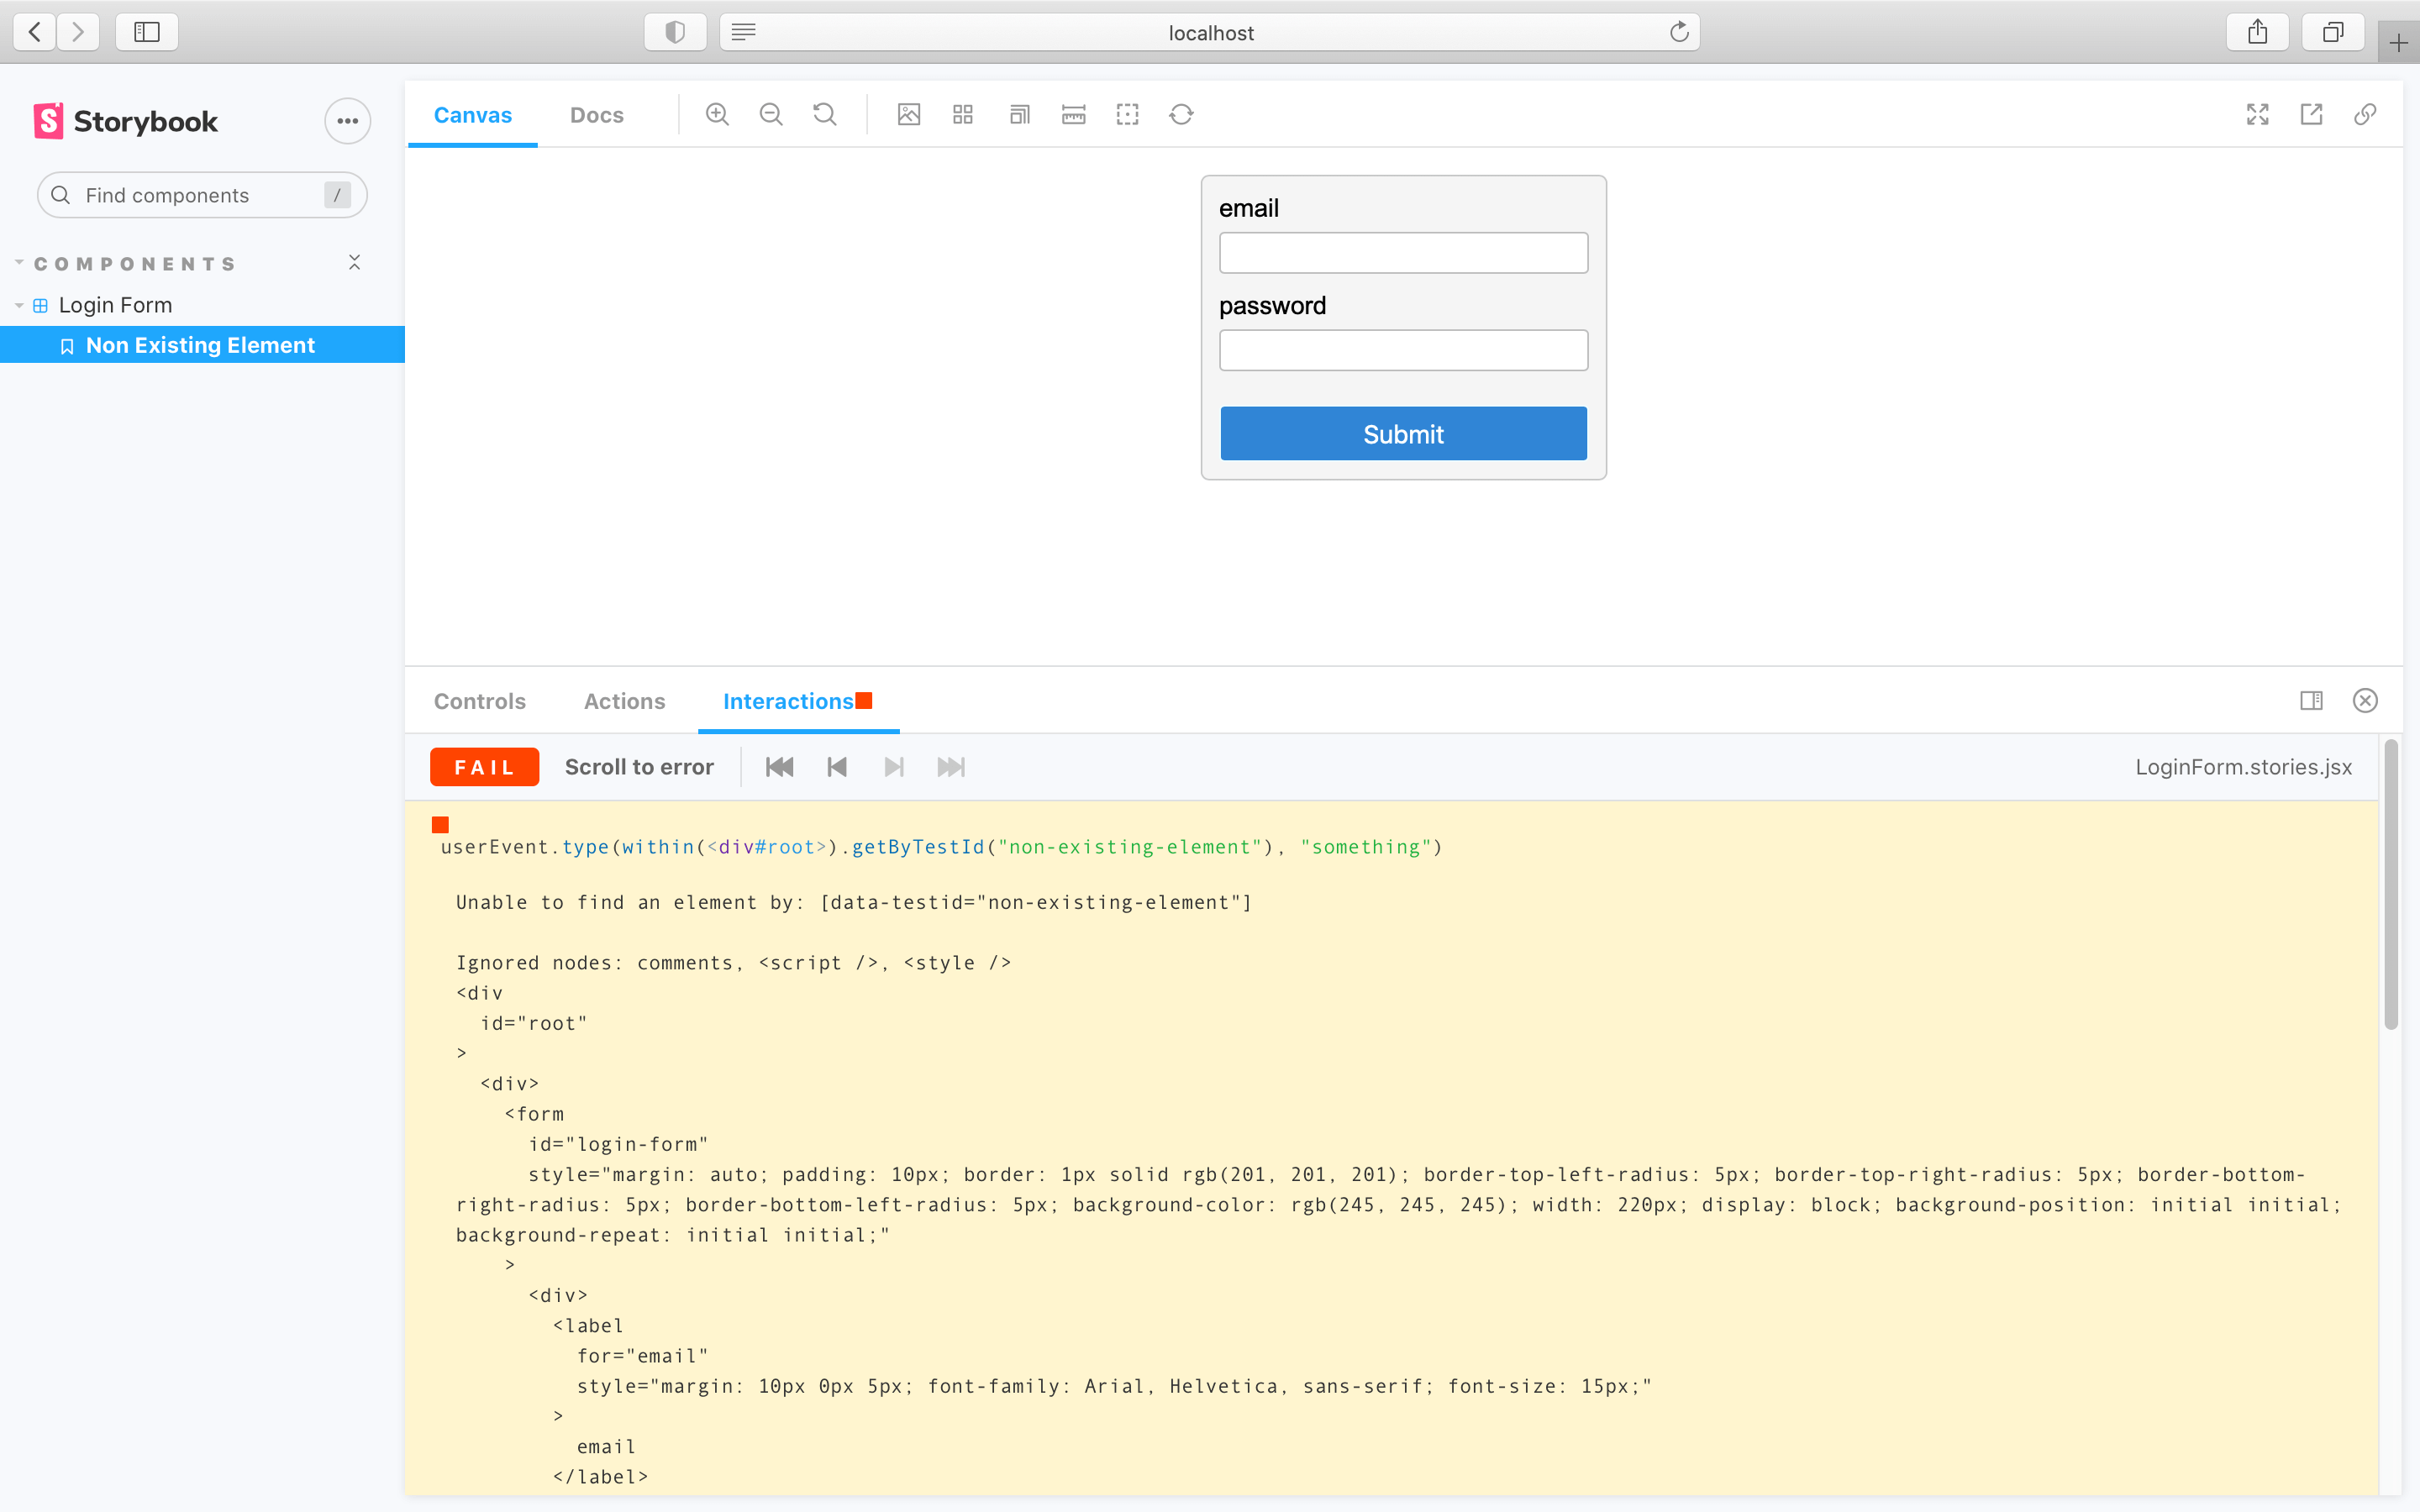 localhost
Storybook
Find components
/
COMPONENTS
Login Form
Non Existing Element
Canvas
Docs
email
password
Submit
Controls
Actions
Interactions
FAIL
Scroll to error
LoginForm.stories.jsx
userEvent.type(within(<div#root>).getByTestId("non-existing-element"), "something")
Unable to find an element by: [data-testid="non-existing-element"]
Ignored nodes: comments, <script />, <style />
<div
id="root"
>
<div>
<form
id="login-form"
style="margin: auto; padding: 10px; border: 1px solid rgb(201, 201, 201); border-top-left-radius: 5px; border-top-right-radius: 5px; border-bottom-
right-radius: 5px; border-bottom-left-radius: 5px; background-color: rgb(245, 245, 245); width: 220px; display: block; background-position: initial initial;
background-repeat: initial initial;"
>
<div>
<label
for="email"
style="margin: 10px 0px 5px; font-family: Arial, Helvetica, sans-serif; font-size: 15px;"
>
email
</label>